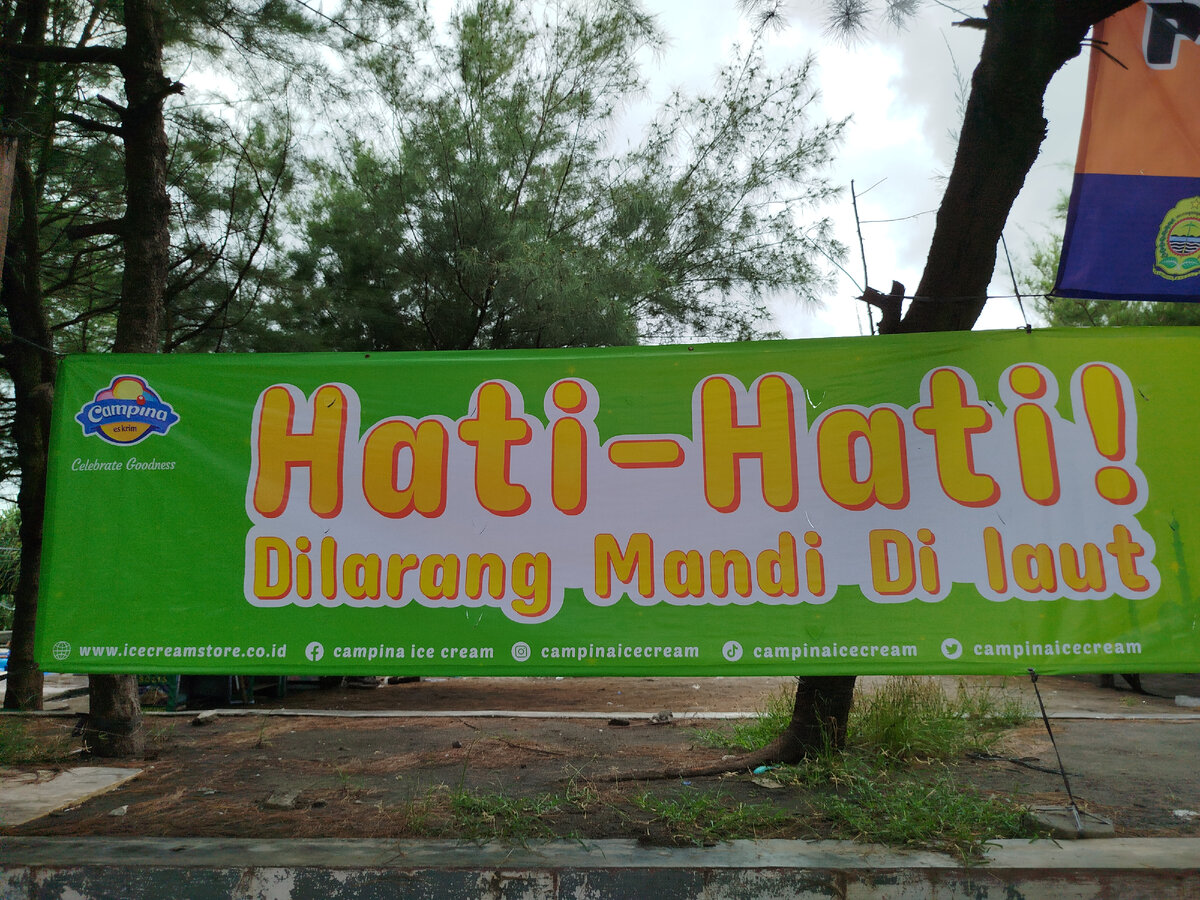 Campina
es krim
Celebrate Goodness
Hati-Hati!
Dilarang Mandi Di laut
www.icecreamstore.co.id campina ice cream campinaicecream campinaicecream campinaicecream